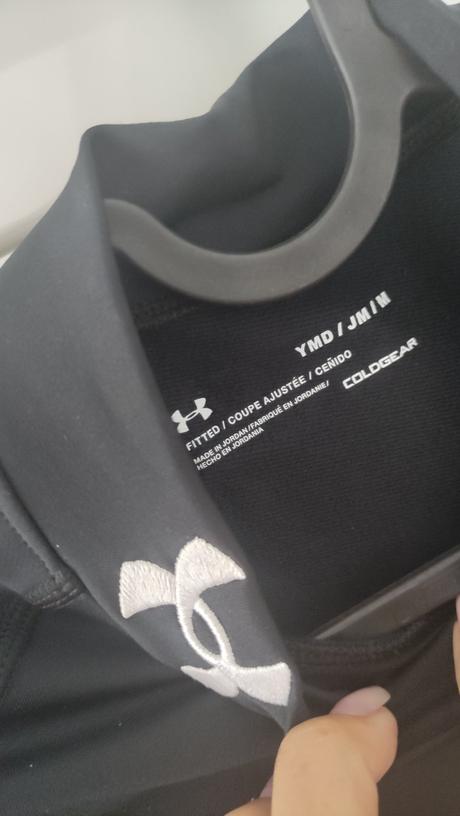 YMD / JM / M
FITTED / COUPE AJUSTÉE / CEÑIDO
MADE IN JORDAN/FABRIQUÉ EN JORDANIE/
HECHO EN JORDANIA
COLDGEAR